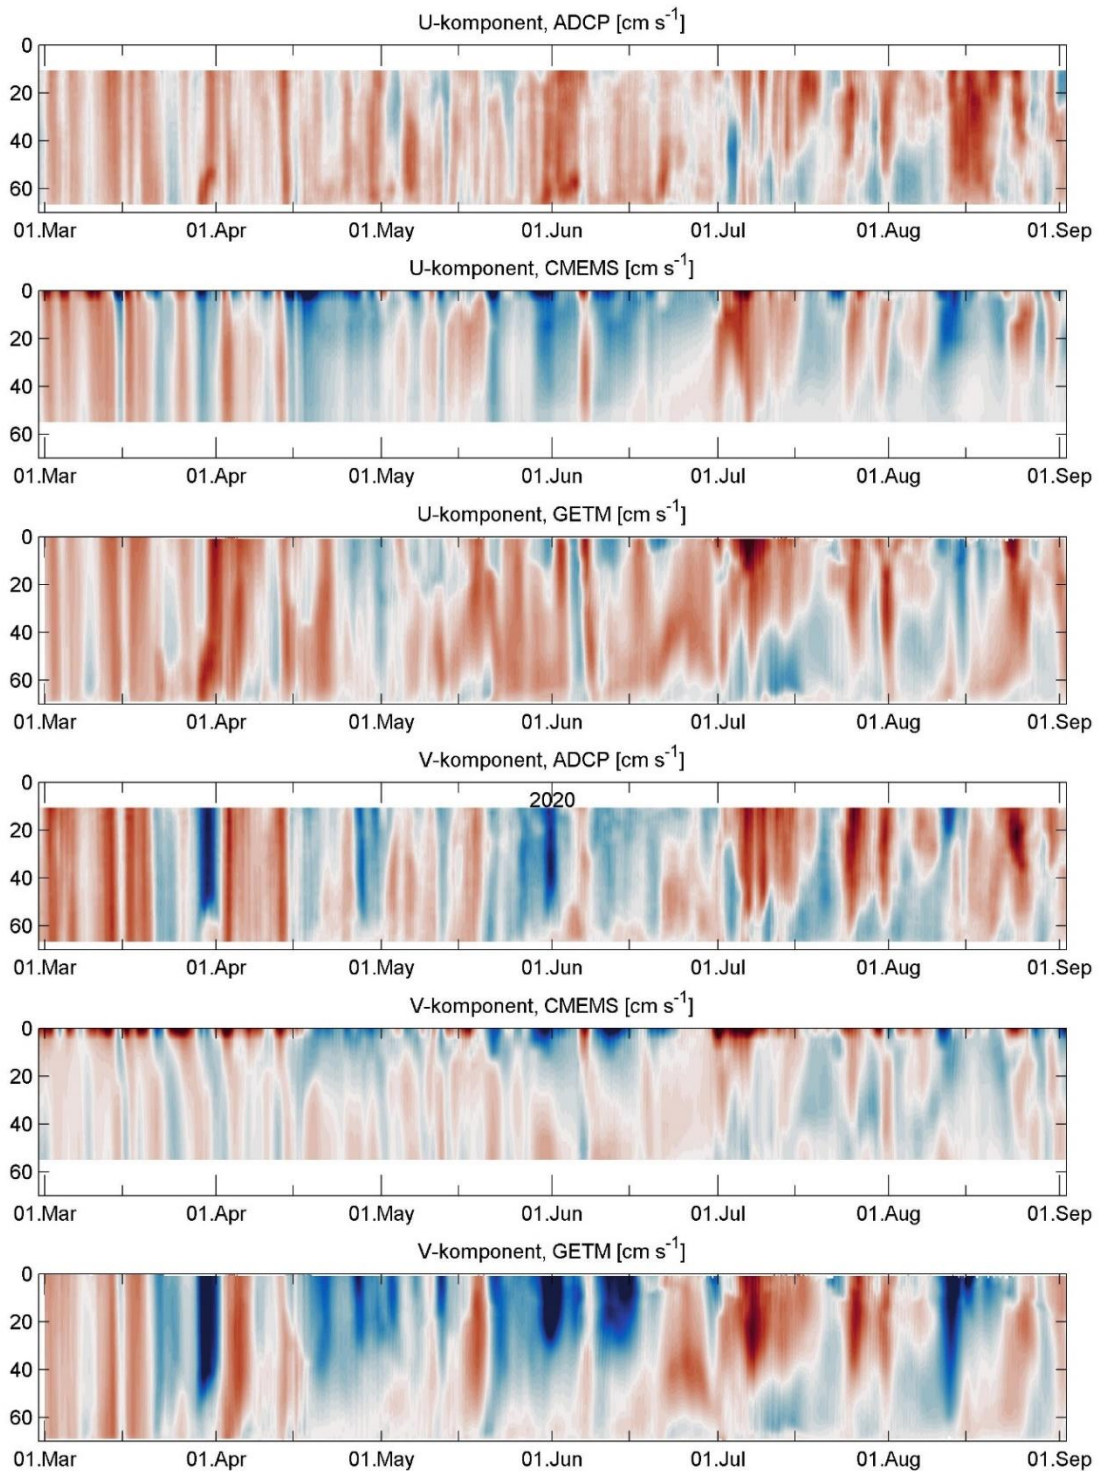 U-komponent, ADCP [cm s⁻¹]
0
20
40
60
01.Mar 01.Apr 01.May 01.Jun 01.Jul 01.Aug 01.Sep
U-komponent, CMEMS [cm s⁻¹]
0
20
40
60
01.Mar 01.Apr 01.May 01.Jun 01.Jul 01.Aug 01.Sep
U-komponent, GETM [cm s⁻¹]
0
20
40
60
01.Mar 01.Apr 01.May 01.Jun 01.Jul 01.Aug 01.Sep
V-komponent, ADCP [cm s⁻¹]
0
2020
20
40
60
01.Mar 01.Apr 01.May 01.Jun 01.Jul 01.Aug 01.Sep
V-komponent, CMEMS [cm s⁻¹]
0
20
40
60
01.Mar 01.Apr 01.May 01.Jun 01.Jul 01.Aug 01.Sep
V-komponent, GETM [cm s⁻¹]
0
20
40
60
01.Mar 01.Apr 01.May 01.Jun 01.Jul 01.Aug 01.Sep